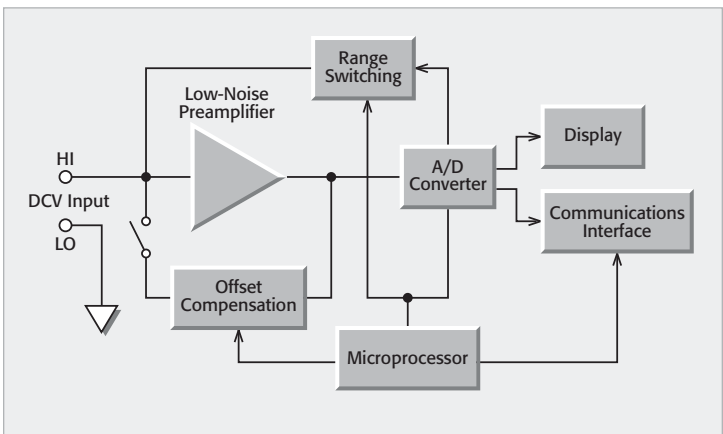 Range
Switching
Low-Noise
Preamplifier
HI
DCV Input
LO
A/D
Converter
Display
Communications
Interface
Offset
Compensation
Microprocessor